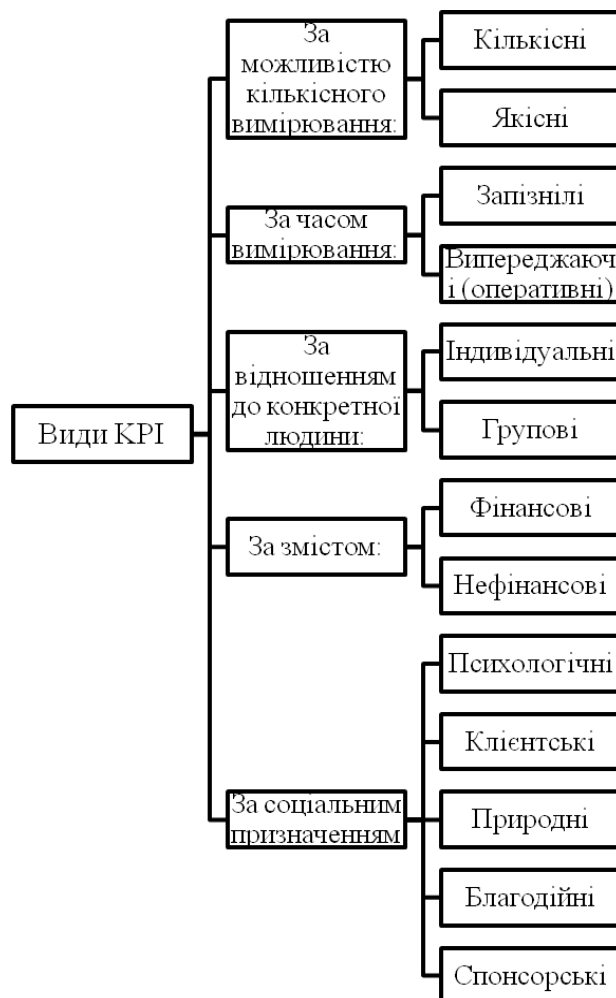 Види KPI
За
можливістю
кількісного
вимірювання:
Кількісні
Якісні
За часом
вимірювання:
Запізнілі
Випереджаюч
і (оперативні)
За
відношенням
до конкретної
людини:
Індивідуальні
Групові
За змістом:
Фінансові
Нефінансові
За соціальним
призначенням
Психологічні
Клієнтські
Природні
Благодійні
Спонсорські